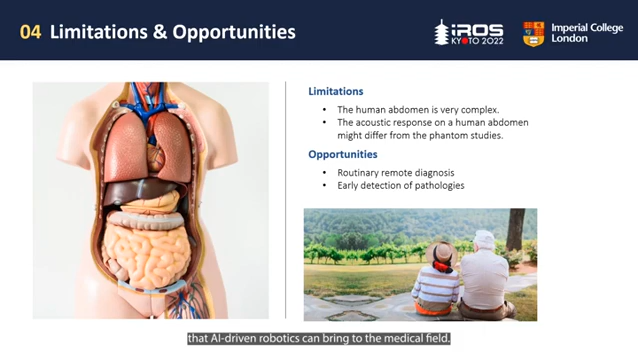 04 Limitations & Opportunities
iROS
KYOTO 2022
Imperial College
London
Limitations
• The human abdomen is very complex.
• The acoustic response on a human abdomen
might differ from the phantom studies.
Opportunities
• Routinary remote diagnosis
• Early detection of pathologies
that AI-driven robotics can bring to the medical field.